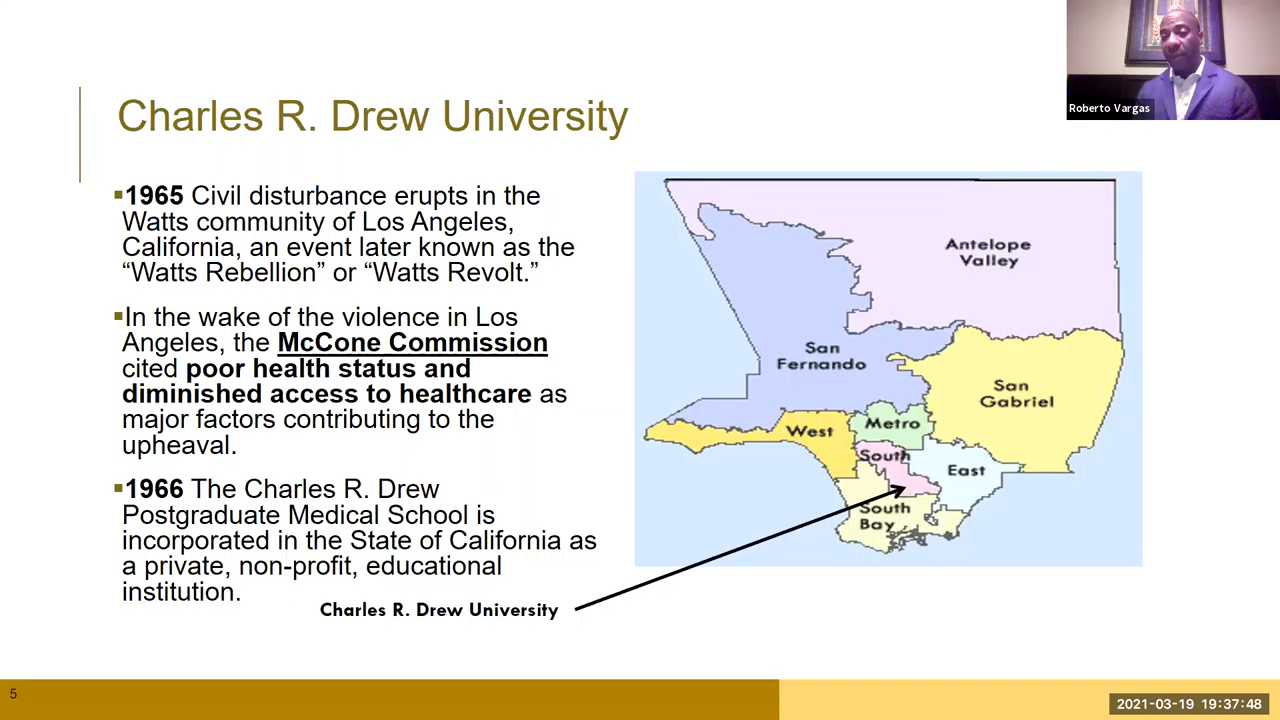 Roberto Vargas
Charles R. Drew University
▪1965 Civil disturbance erupts in the
Watts community of Los Angeles,
California, an event later known as the
“Watts Rebellion” or “Watts Revolt.”
▪In the wake of the violence in Los
Angeles, the McCone Commission
cited poor health status and
diminished access to healthcare as
major factors contributing to the
upheaval.
▪1966 The Charles R. Drew
Postgraduate Medical School is
incorporated in the State of California as
a private, non-profit, educational
institution.
Charles R. Drew University
Antelope
Valley
San
Fernando
San
Gabriel
West
Metro
South
East
South
Bay
5
2021-03-19 19:37:48